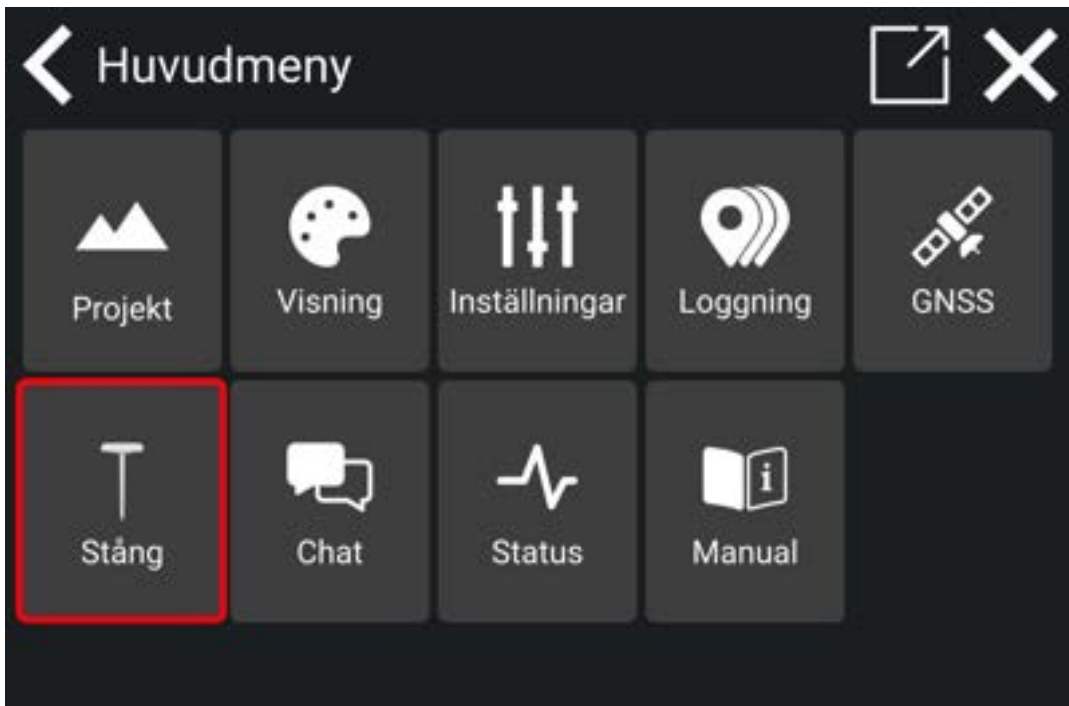 Huvudmeny
Projekt
Visning
Inställningar
Loggning
GNSS
Stång
Chat
Status
Manual